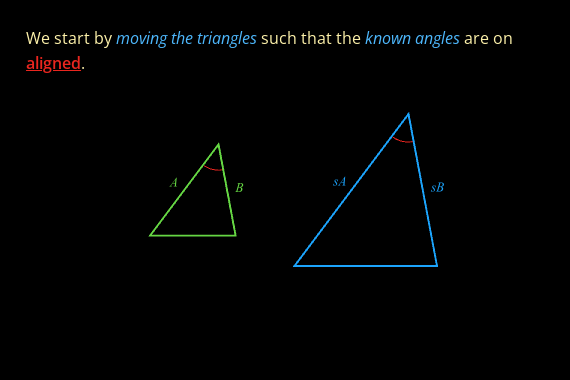 We start by moving the triangles such that the known angles are on
aligned.
A
B
sA
sB